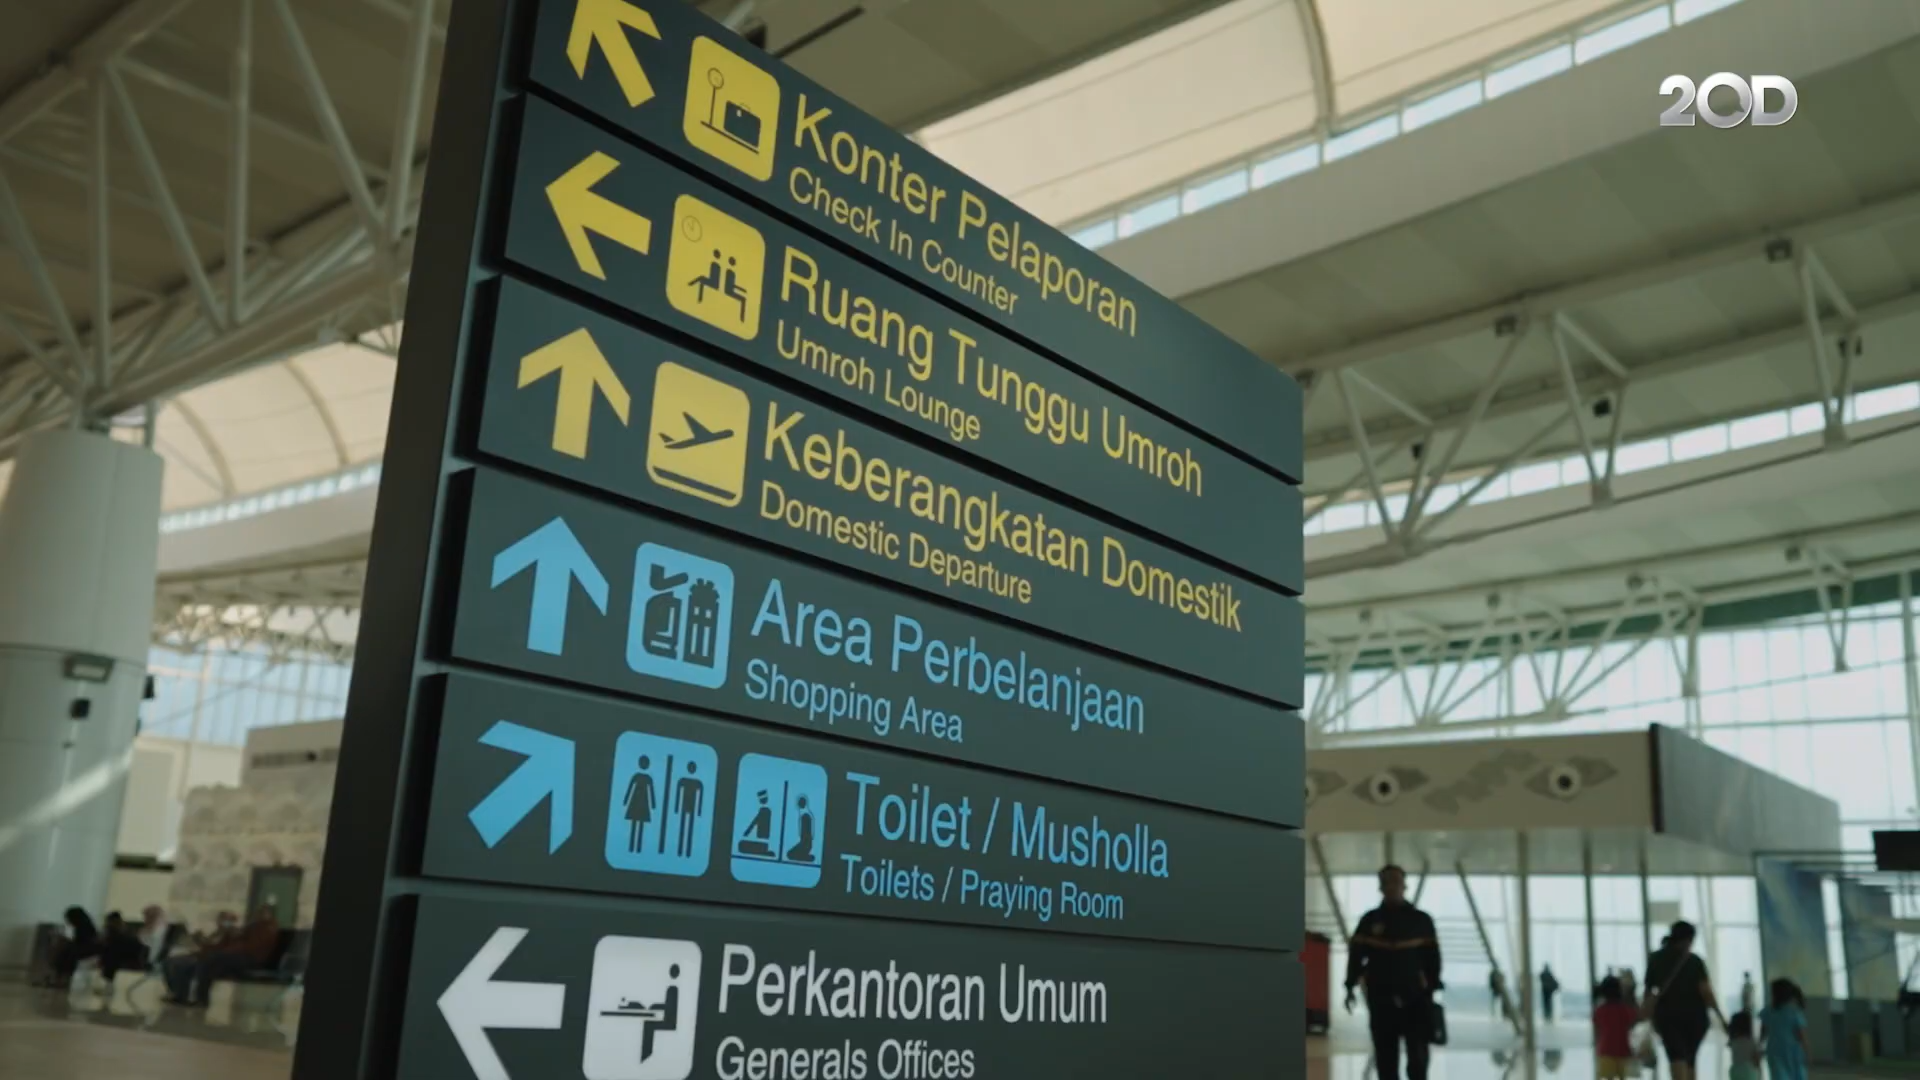 2OD
Konter Pelaporan
Check In Counter
Ruang Tunggu Umroh
Umroh Lounge
Keberangkatan Domestik
Domestic Departure
Area Perbelanjaan
Shopping Area
Toilet / Musholla
Toilets / Praying Room
Perkantoran Umum
Generals Offices